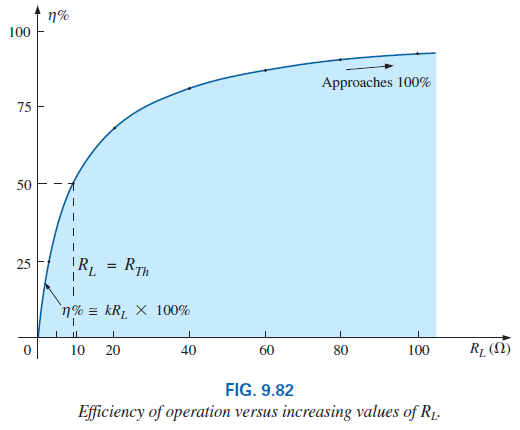 η%
100
Approaches 100%
75
50
25
R_L = R_Th
η% ≅ kR_L × 100%
0 10 20 40 60 80 100 R_L (Ω)
FIG. 9.82
Efficiency of operation versus increasing values of R_L.